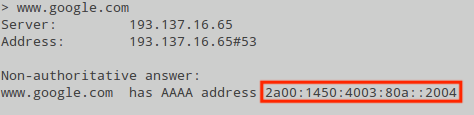 > www.google.com
Server: 193.137.16.65
Address: 193.137.16.65#53
Non-authoritative answer:
www.google.com has AAAA address 2a00:1450:4003:80a::2004